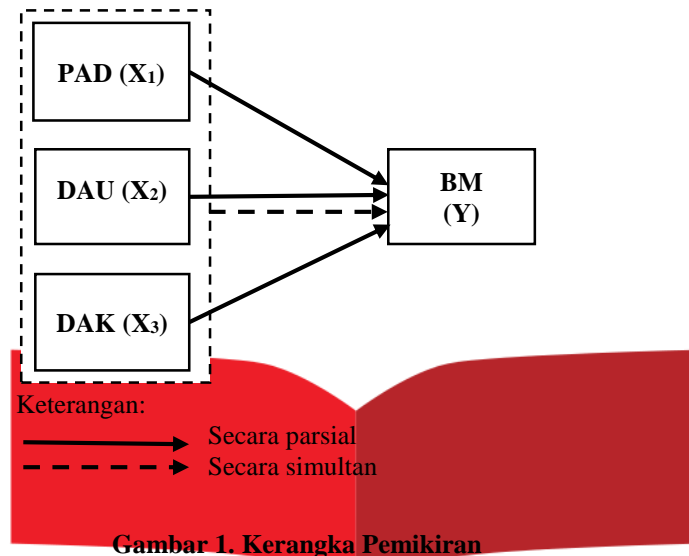 PAD (X1)
DAU (X2)
DAK (X3)
BM
(Y)
Keterangan:
Secara parsial
Secara simultan
Gambar 1. Kerangka Pemikiran